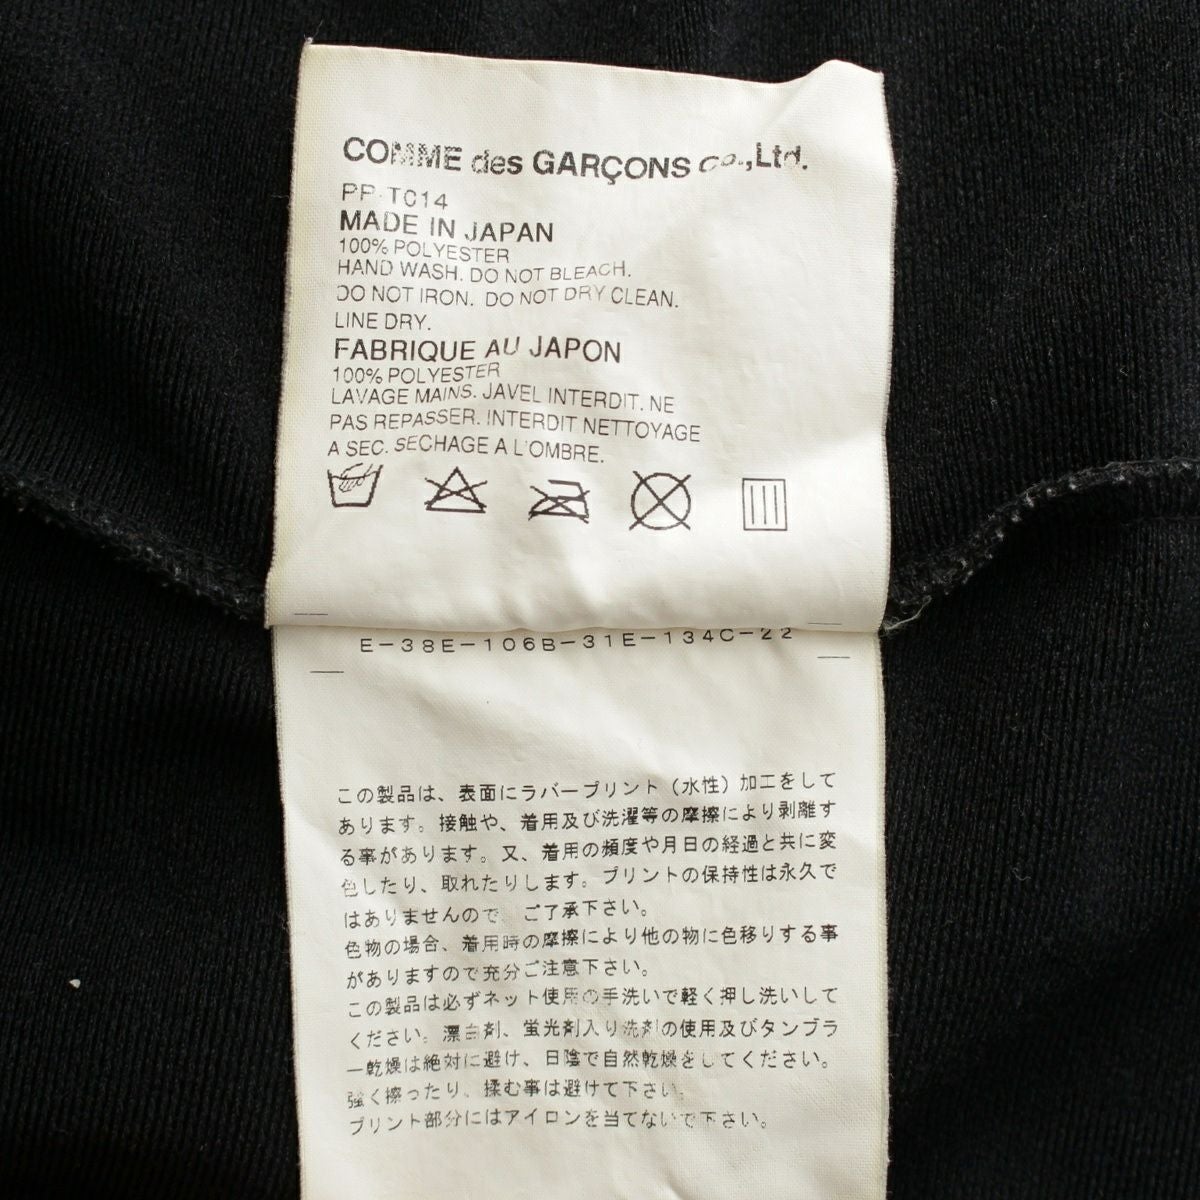 COMME des GARÇONS co.,Ltd.
PP-T014
MADE IN JAPAN
100% POLYESTER
HAND WASH. DO NOT BLEACH.
DO NOT IRON. DO NOT DRY CLEAN.
LINE DRY.
FABRIQUE AU JAPON
100% POLYESTER
LAVAGE MAINS. JAVEL INTERDIT. NE
PAS REPASSER. INTERDIT NETTOYAGE
A SEC. SECHAGE A L'OMBRE.
E-38E-106B-31E-134C-22
この製品は、表面にラバープリント（水性）加工をして
あります。接触や、着用及び洗濯等の摩擦により剥離す
る事があります。又、着用の頻度や月日の経過と共に変
色したり、取れたりします。プリントの保持性は永久で
はありませんので、ご了承下さい。
色物の場合、着用時の摩擦により他の物に色移りする事
がありますので充分ご注意下さい。
この製品は必ずネット使用の手洗いで軽く押し洗いして
ください。漂白剤、蛍光剤入り洗剤の使用及びタンブラ
ー乾燥は絶対に避け、日陰で自然乾燥をしてください。
強く擦ったり、揉む事は避けて下さい。
プリント部分にはアイロンを当てないで下さい。